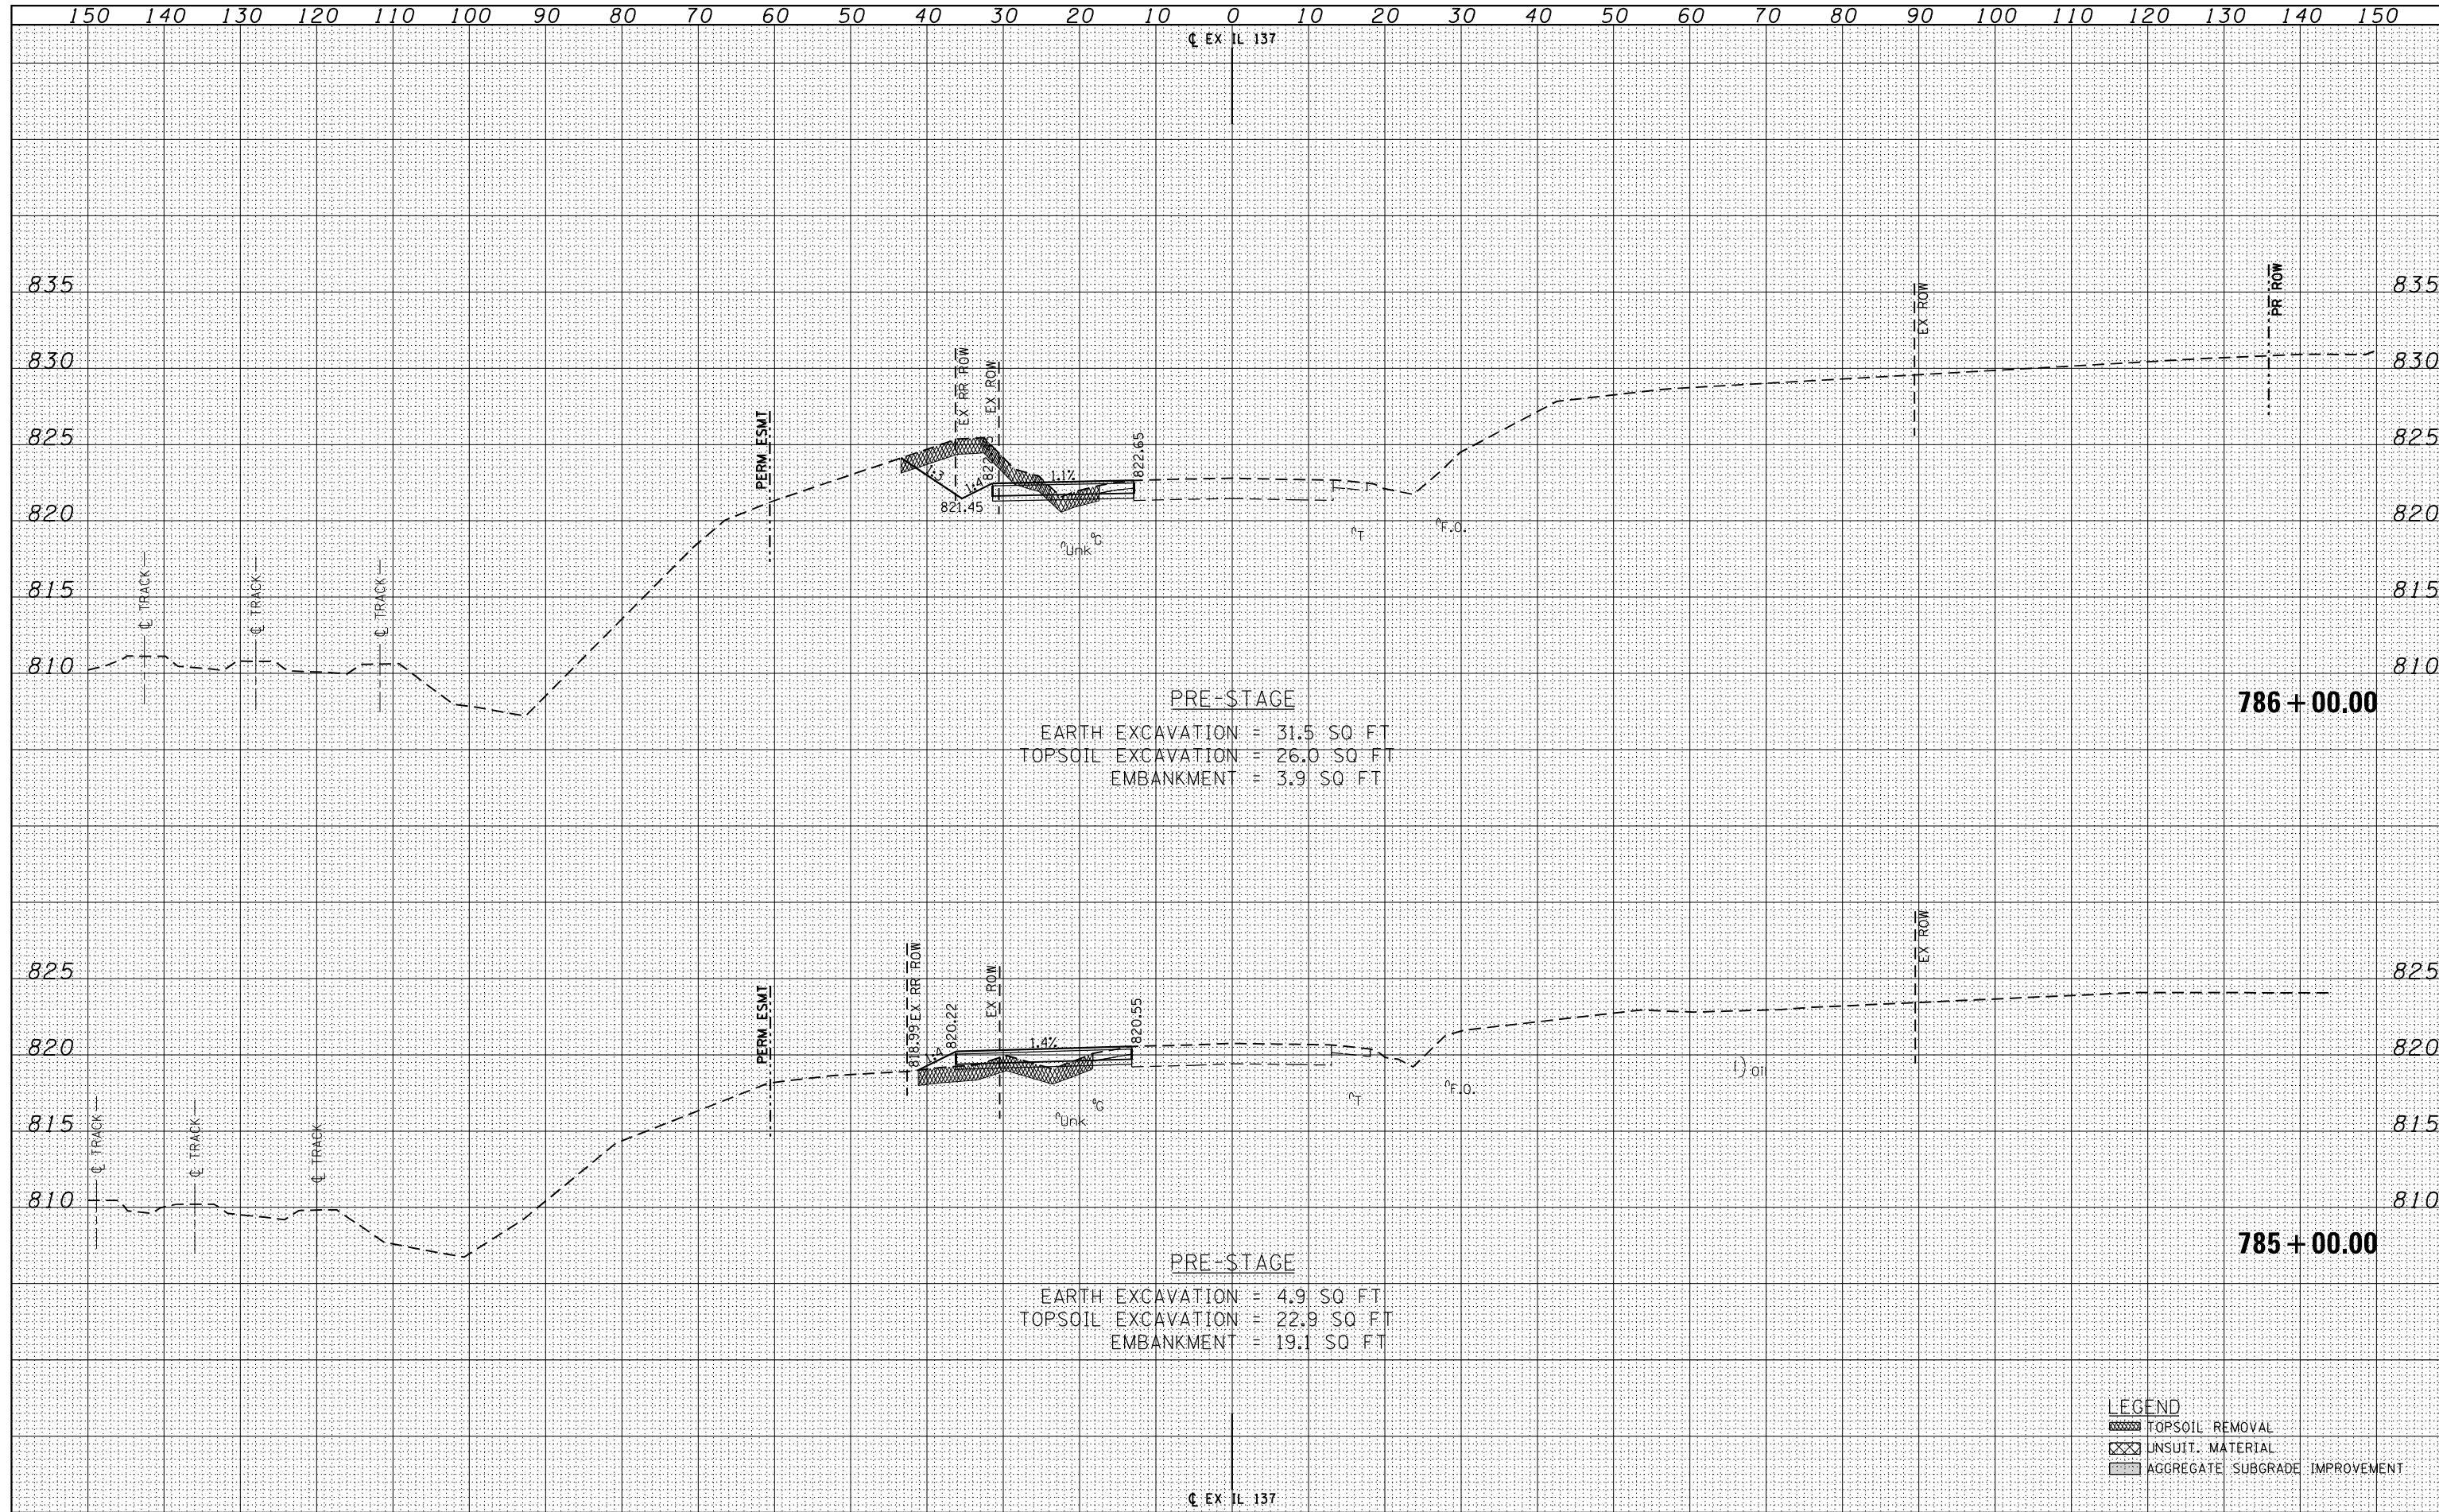 150 140 130 120 110 100 90 80 70 60 50 40 30 20 10 0 10 20 30 40 50 60 70 80 90 100 110 120 130 140 150
℄ EX IL 137
835 835
830 830
825 825
820 820
815 815
810 810
PR ROW
EX ROW
EX RR ROW
EX ROW
PERM ESMT
822.65
1:3
1:4
1.1%
821.45
Unk
G
T
F.O.
℄ TRACK
℄ TRACK
℄ TRACK
PRE-STAGE
786+00.00
EARTH EXCAVATION = 31.5 SQ FT
TOPSOIL EXCAVATION = 26.0 SQ FT
EMBANKMENT = 3.9 SQ FT
825 825
820 820
815 815
810 810
EX ROW
EX RR ROW
EX ROW
PERM ESMT
818.99
820.22
820.55
1:4
1.4%
Unk
G
T
F.O.
Oil
℄ TRACK
℄ TRACK
℄ TRACK
785+00.00
PRE-STAGE
EARTH EXCAVATION = 4.9 SQ FT
TOPSOIL EXCAVATION = 22.9 SQ FT
EMBANKMENT = 19.1 SQ FT
LEGEND
TOPSOIL REMOVAL
UNSUIT. MATERIAL
AGGREGATE SUBGRADE IMPROVEMENT
℄ EX IL 137